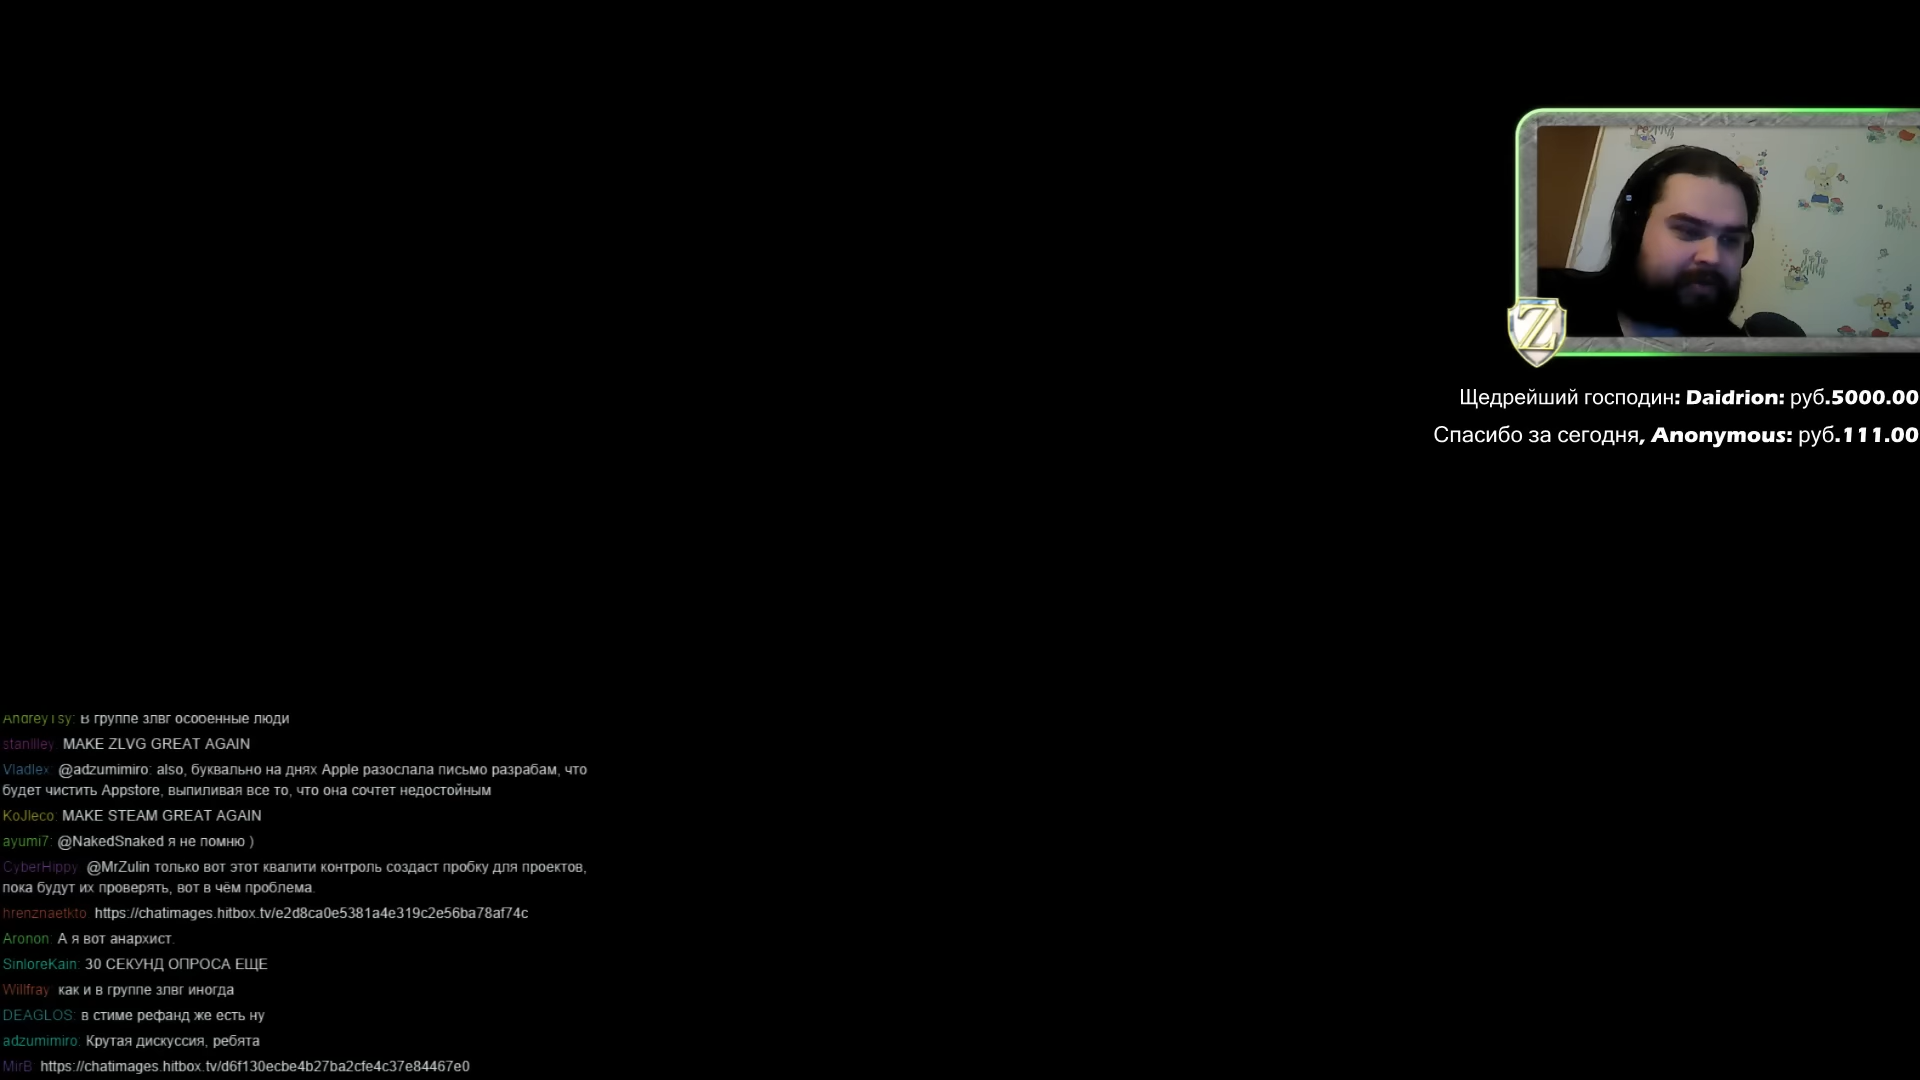 Z
Щедрейший господин: Daidrion: руб.5000.00
Спасибо за сегодня, Anonymous: руб.111.00
AndreyTsy: В группе злвг особенные люди
stanlley: MAKE ZLVG GREAT AGAIN
Vladlex: @adzumimiro: also, буквально на днях Apple разослала письмо разрабам, что
будет чистить Appstore, выпиливая все то, что она сочтет недостойным
KoJleco: MAKE STEAM GREAT AGAIN
ayumi7: @NakedSnaked я не помню )
CyberHippy: @MrZulin только вот этот квалити контроль создаст пробку для проектов,
пока будут их проверять, вот в чём проблема.
hrenznaetkto: https://chatimages.hitbox.tv/e2d8ca0e5381a4e319c2e56ba78af74c
Aronon: А я вот анархист.
SinloreKain: 30 СЕКУНД ОПРОСА ЕЩЕ
Willfray: как и в группе злвг иногда
DEAGLOS: в стиме рефанд же есть ну
adzumimiro: Крутая дискуссия, ребята
MirB: https://chatimages.hitbox.tv/d6f130ecbe4b27ba2cfe4c37e84467e0